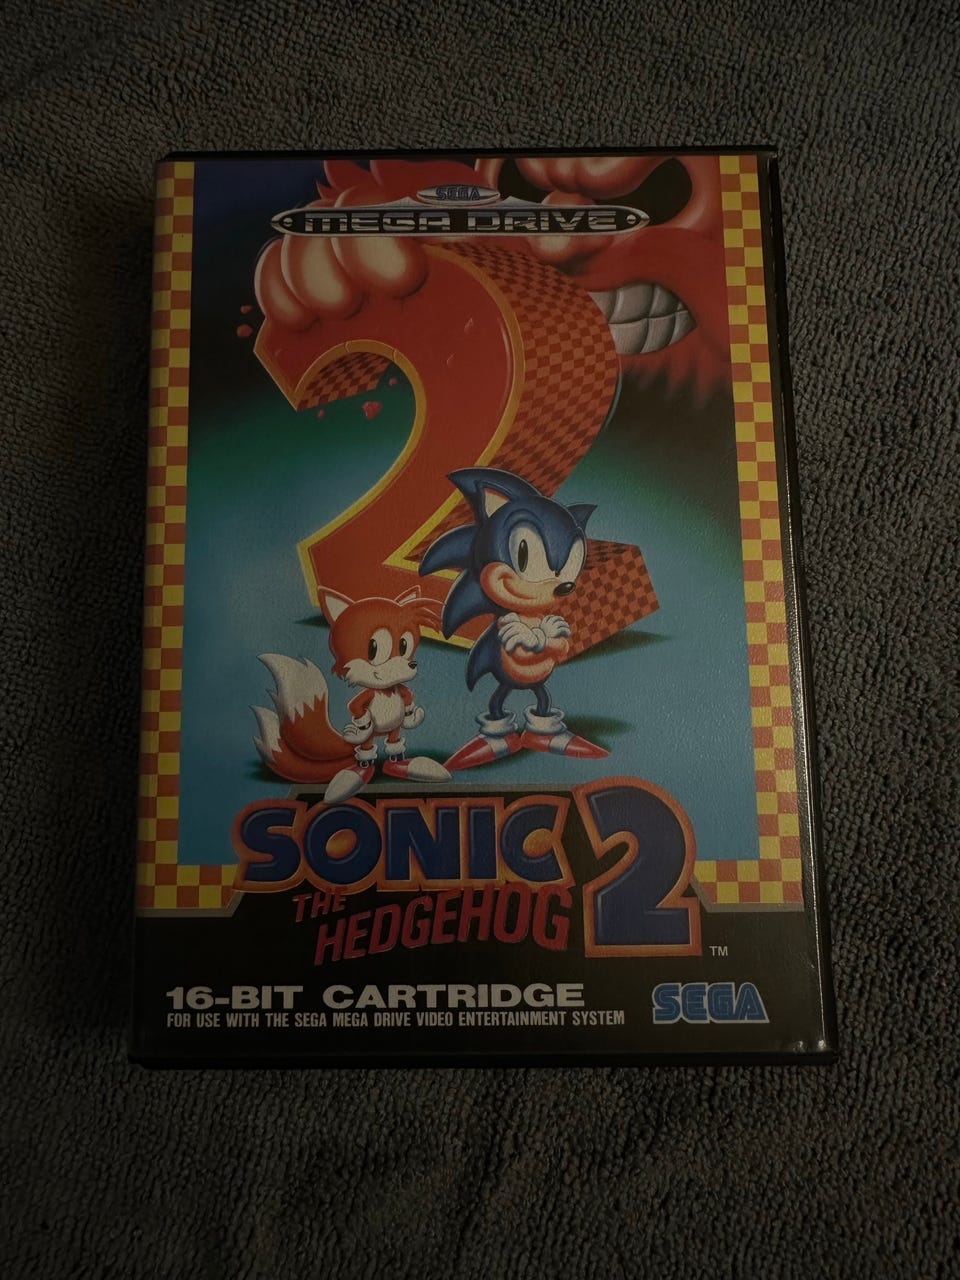 SEGA
MEGA DRIVE
2
SONIC
THE
HEDGEHOG
2
TM
16-BIT CARTRIDGE
FOR USE WITH THE SEGA MEGA DRIVE VIDEO ENTERTAINMENT SYSTEM
SEGA